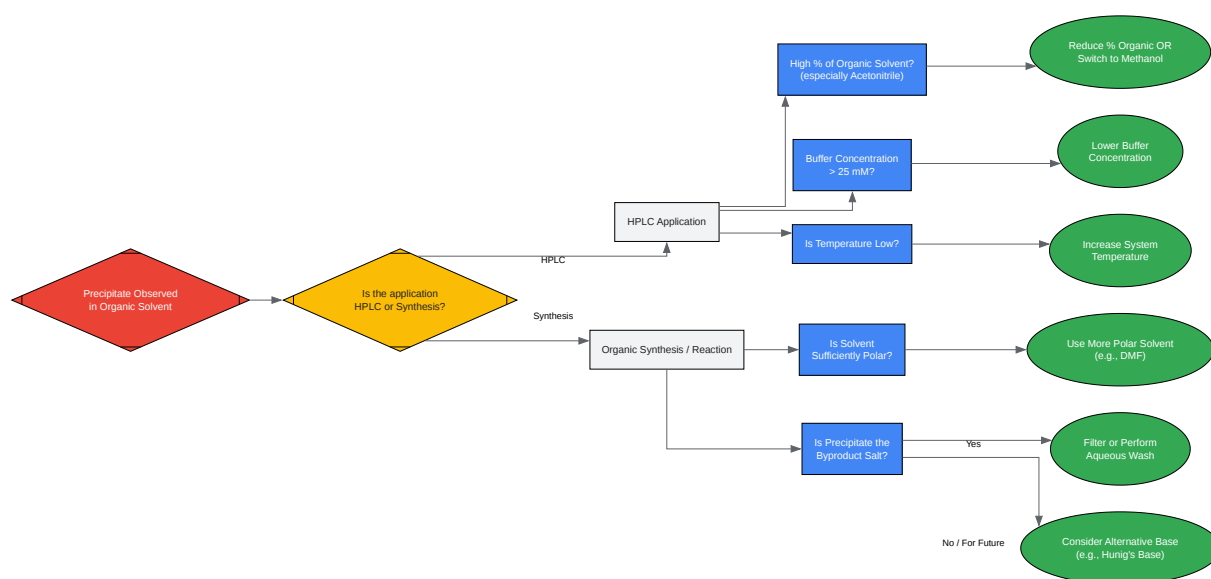 Precipitate Observed
in Organic Solvent
Is the application
HPLC or Synthesis?
HPLC
Synthesis
HPLC Application
Organic Synthesis / Reaction
High % of Organic Solvent?
(especially Acetonitrile)
Buffer Concentration
> 25 mM?
Is Temperature Low?
Is Solvent
Sufficiently Polar?
Is Precipitate the
Byproduct Salt?
Yes
No / For Future
Reduce % Organic OR
Switch to Methanol
Lower Buffer
Concentration
Increase System
Temperature
Use More Polar Solvent
(e.g., DMF)
Filter or Perform
Aqueous Wash
Consider Alternative Base
(e.g., Hunig's Base)